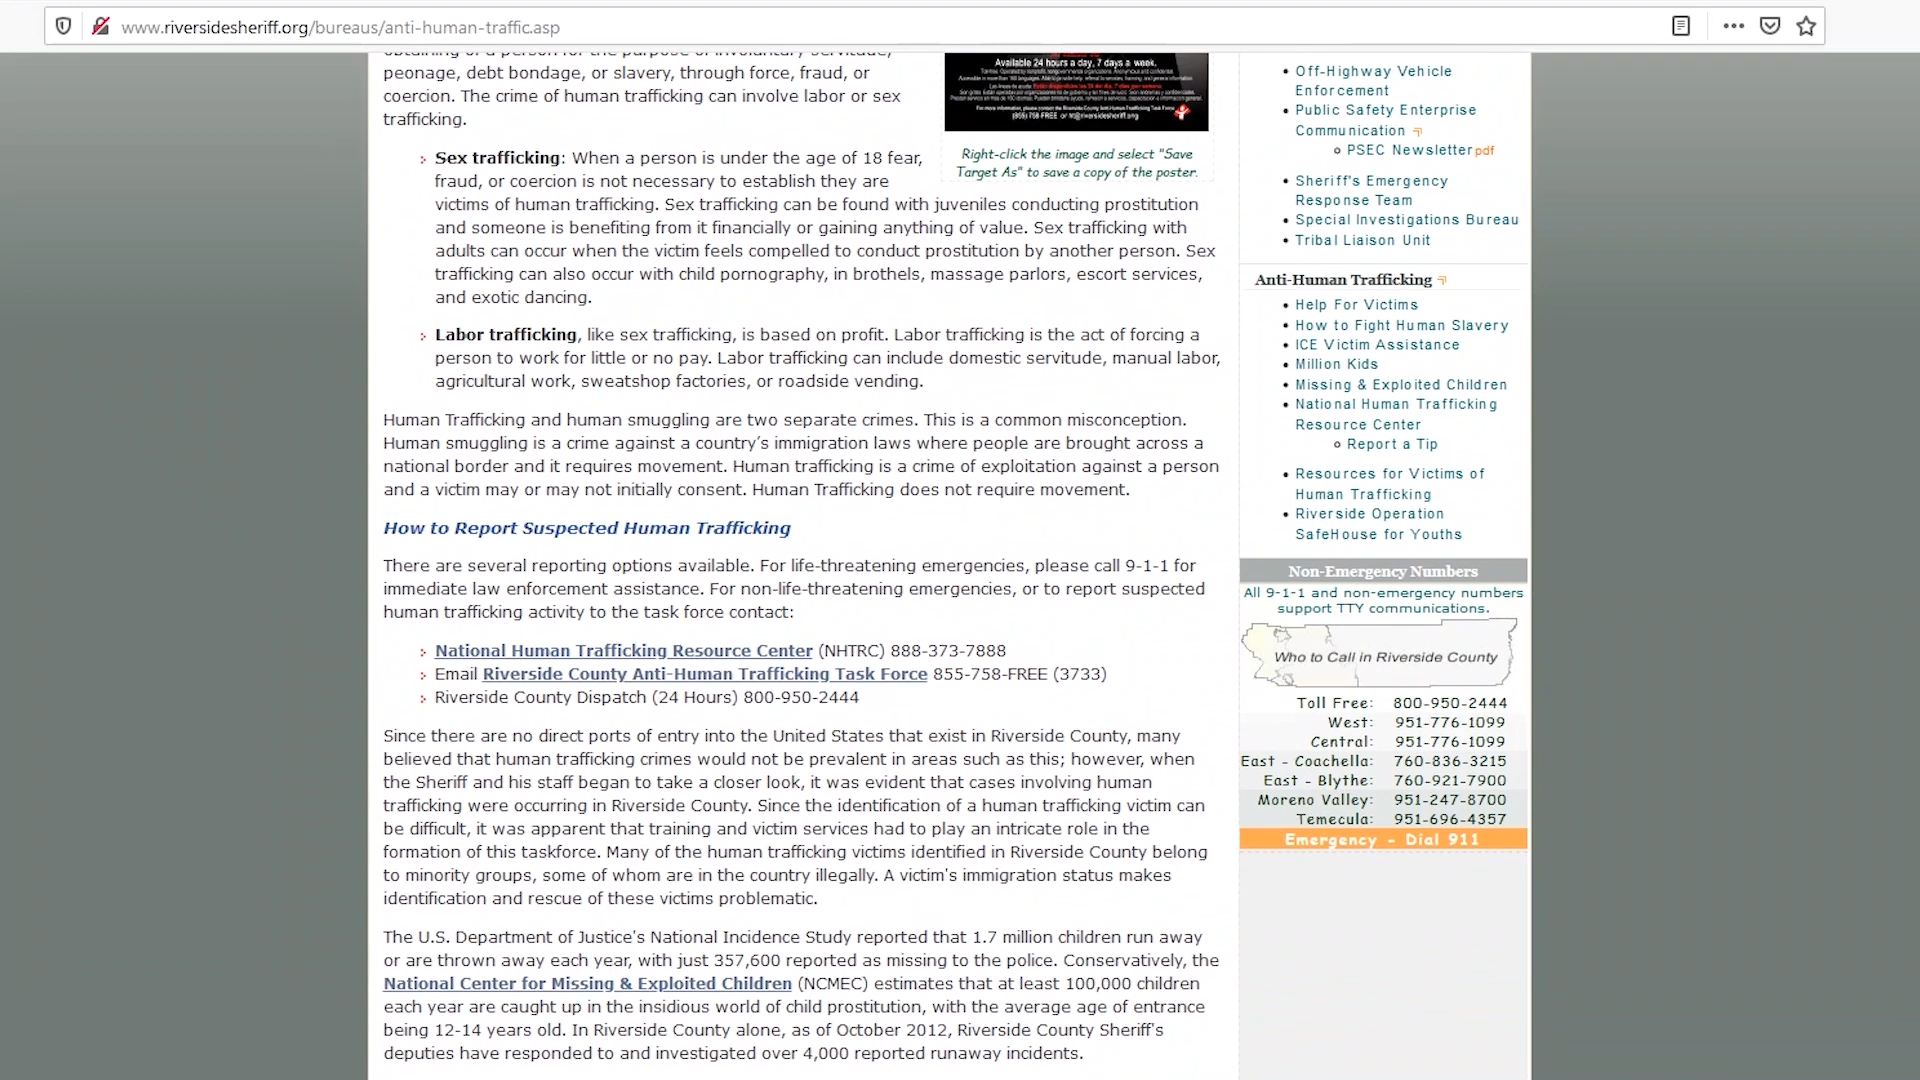 www.riversidesheriff.org/bureaus/anti-human-traffic.asp
obtaining of a person for the purpose of involuntary servitude,
peonage, debt bondage, or slavery, through force, fraud, or
coercion. The crime of human trafficking can involve labor or sex
trafficking.
Available 24 hours a day, 7 days a week.
(855) 758-FREE or ht@riversidesheriff.org
Right-click the image and select "Save
Target As" to save a copy of the poster.
Sex trafficking: When a person is under the age of 18 fear,
fraud, or coercion is not necessary to establish they are
victims of human trafficking. Sex trafficking can be found with juveniles conducting prostitution
and someone is benefiting from it financially or gaining anything of value. Sex trafficking with
adults can occur when the victim feels compelled to conduct prostitution by another person. Sex
trafficking can also occur with child pornography, in brothels, massage parlors, escort services,
and exotic dancing.
Labor trafficking, like sex trafficking, is based on profit. Labor trafficking is the act of forcing a
person to work for little or no pay. Labor trafficking can include domestic servitude, manual labor,
agricultural work, sweatshop factories, or roadside vending.
Human Trafficking and human smuggling are two separate crimes. This is a common misconception.
Human smuggling is a crime against a country's immigration laws where people are brought across a
national border and it requires movement. Human trafficking is a crime of exploitation against a person
and a victim may or may not initially consent. Human Trafficking does not require movement.
How to Report Suspected Human Trafficking
There are several reporting options available. For life-threatening emergencies, please call 9-1-1 for
immediate law enforcement assistance. For non-life-threatening emergencies, or to report suspected
human trafficking activity to the task force contact:
National Human Trafficking Resource Center (NHTRC) 888-373-7888
Email Riverside County Anti-Human Trafficking Task Force 855-758-FREE (3733)
Riverside County Dispatch (24 Hours) 800-950-2444
Since there are no direct ports of entry into the United States that exist in Riverside County, many
believed that human trafficking crimes would not be prevalent in areas such as this; however, when
the Sheriff and his staff began to take a closer look, it was evident that cases involving human
trafficking were occurring in Riverside County. Since the identification of a human trafficking victim can
be difficult, it was apparent that training and victim services had to play an intricate role in the
formation of this taskforce. Many of the human trafficking victims identified in Riverside County belong
to minority groups, some of whom are in the country illegally. A victim's immigration status makes
identification and rescue of these victims problematic.
The U.S. Department of Justice's National Incidence Study reported that 1.7 million children run away
or are thrown away each year, with just 357,600 reported as missing to the police. Conservatively, the
National Center for Missing & Exploited Children (NCMEC) estimates that at least 100,000 children
each year are caught up in the insidious world of child prostitution, with the average age of entrance
being 12-14 years old. In Riverside County alone, as of October 2012, Riverside County Sheriff's
deputies have responded to and investigated over 4,000 reported runaway incidents.
Off-Highway Vehicle
Enforcement
Public Safety Enterprise
Communication
PSEC Newsletter pdf
Sheriff's Emergency
Response Team
Special Investigations Bureau
Tribal Liaison Unit
Anti-Human Trafficking
Help For Victims
How to Fight Human Slavery
ICE Victim Assistance
Million Kids
Missing & Exploited Children
National Human Trafficking
Resource Center
Report a Tip
Resources for Victims of
Human Trafficking
Riverside Operation
SafeHouse for Youths
Non-Emergency Numbers
All 9-1-1 and non-emergency numbers
support TTY communications.
Who to Call in Riverside County
Toll Free: 800-950-2444
West: 951-776-1099
Central: 951-776-1099
East - Coachella: 760-836-3215
East - Blythe: 760-921-7900
Moreno Valley: 951-247-8700
Temecula: 951-696-4357
Emergency - Dial 911